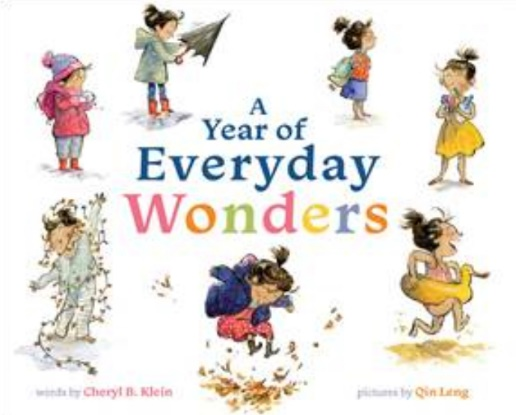 A
Year of
Everyday
Wonders
words by Cheryl B. Klein
pictures by Qin Leng